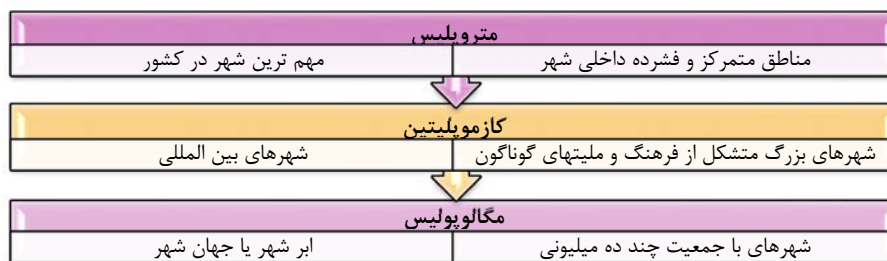 متروپلیس
مناطق متمرکز و فشرده داخلی شهر
مهم ترین شهر در کشور
کازموپلیتین
شهرهای بزرگ متشکل از فرهنگ و ملیتهای گوناگون
شهرهای بین المللی
مگالوپولیس
شهرهای با جمعیت چند ده میلیونی
ابر شهر یا جهان شهر